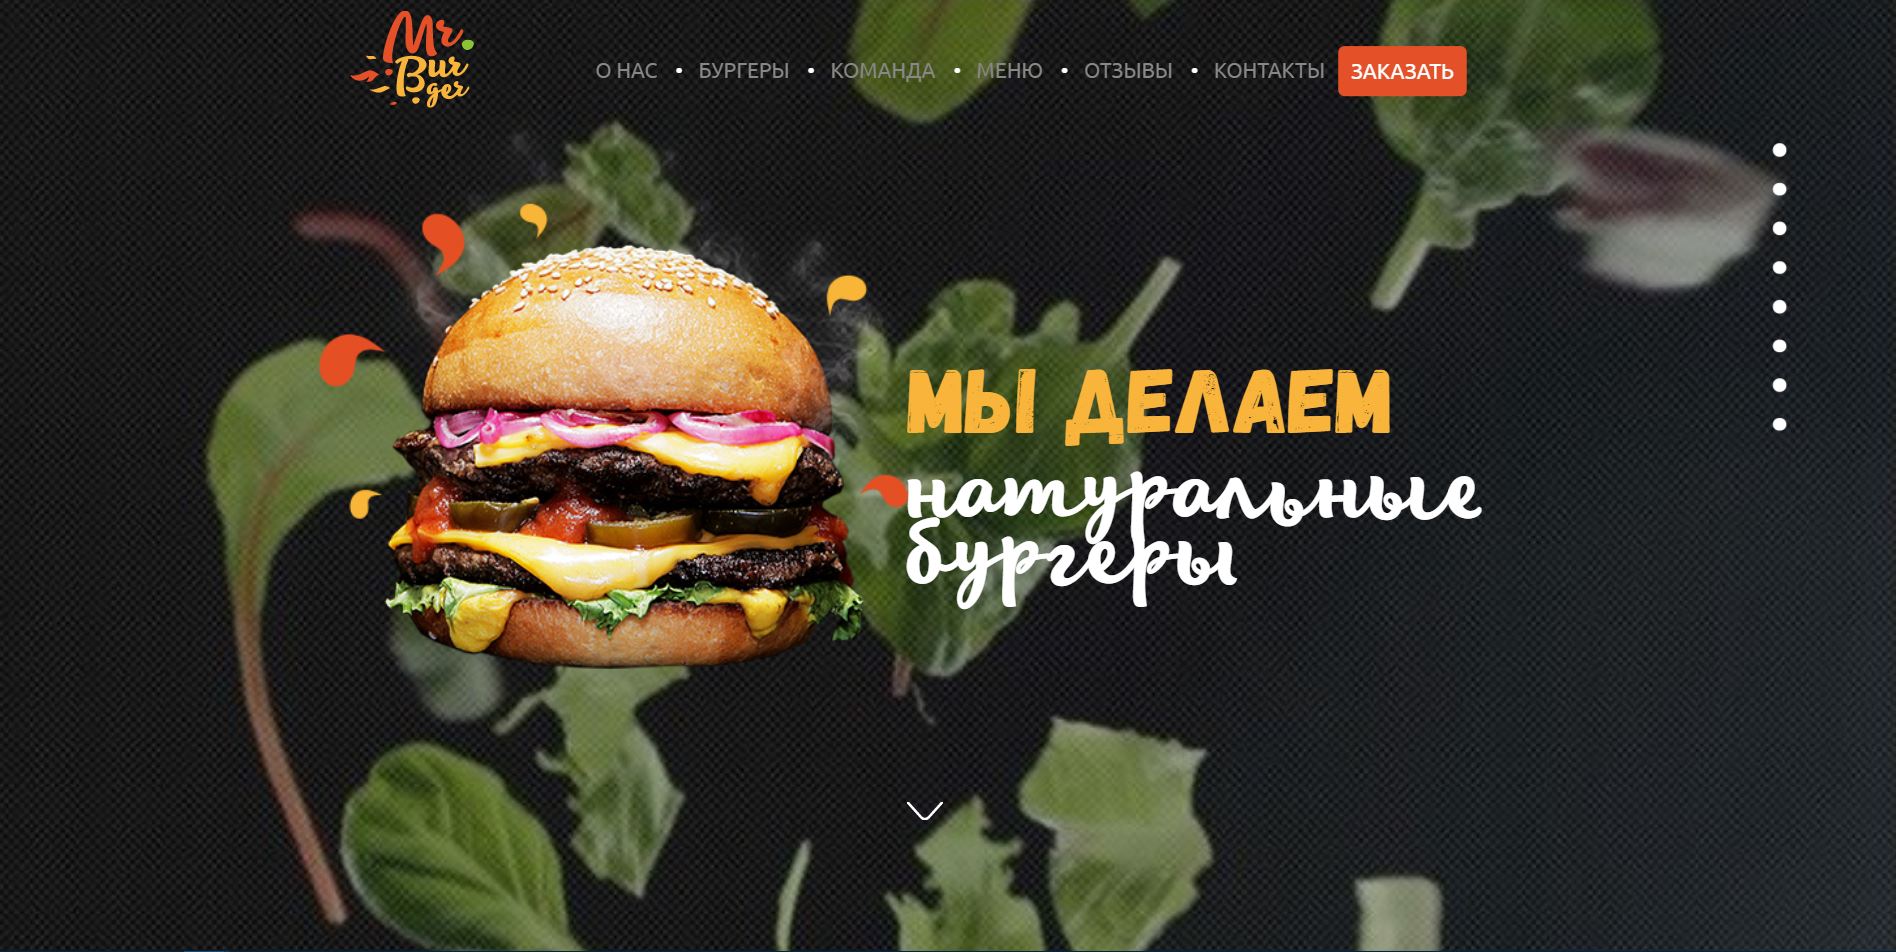 Mr.
Bur
ger
О НАС • БУРГЕРЫ • КОМАНДА • МЕНЮ • ОТЗЫВЫ • КОНТАКТЫ ЗАКАЗАТЬ
МЫ ДЕЛАЕМ
натуральные
бургеры